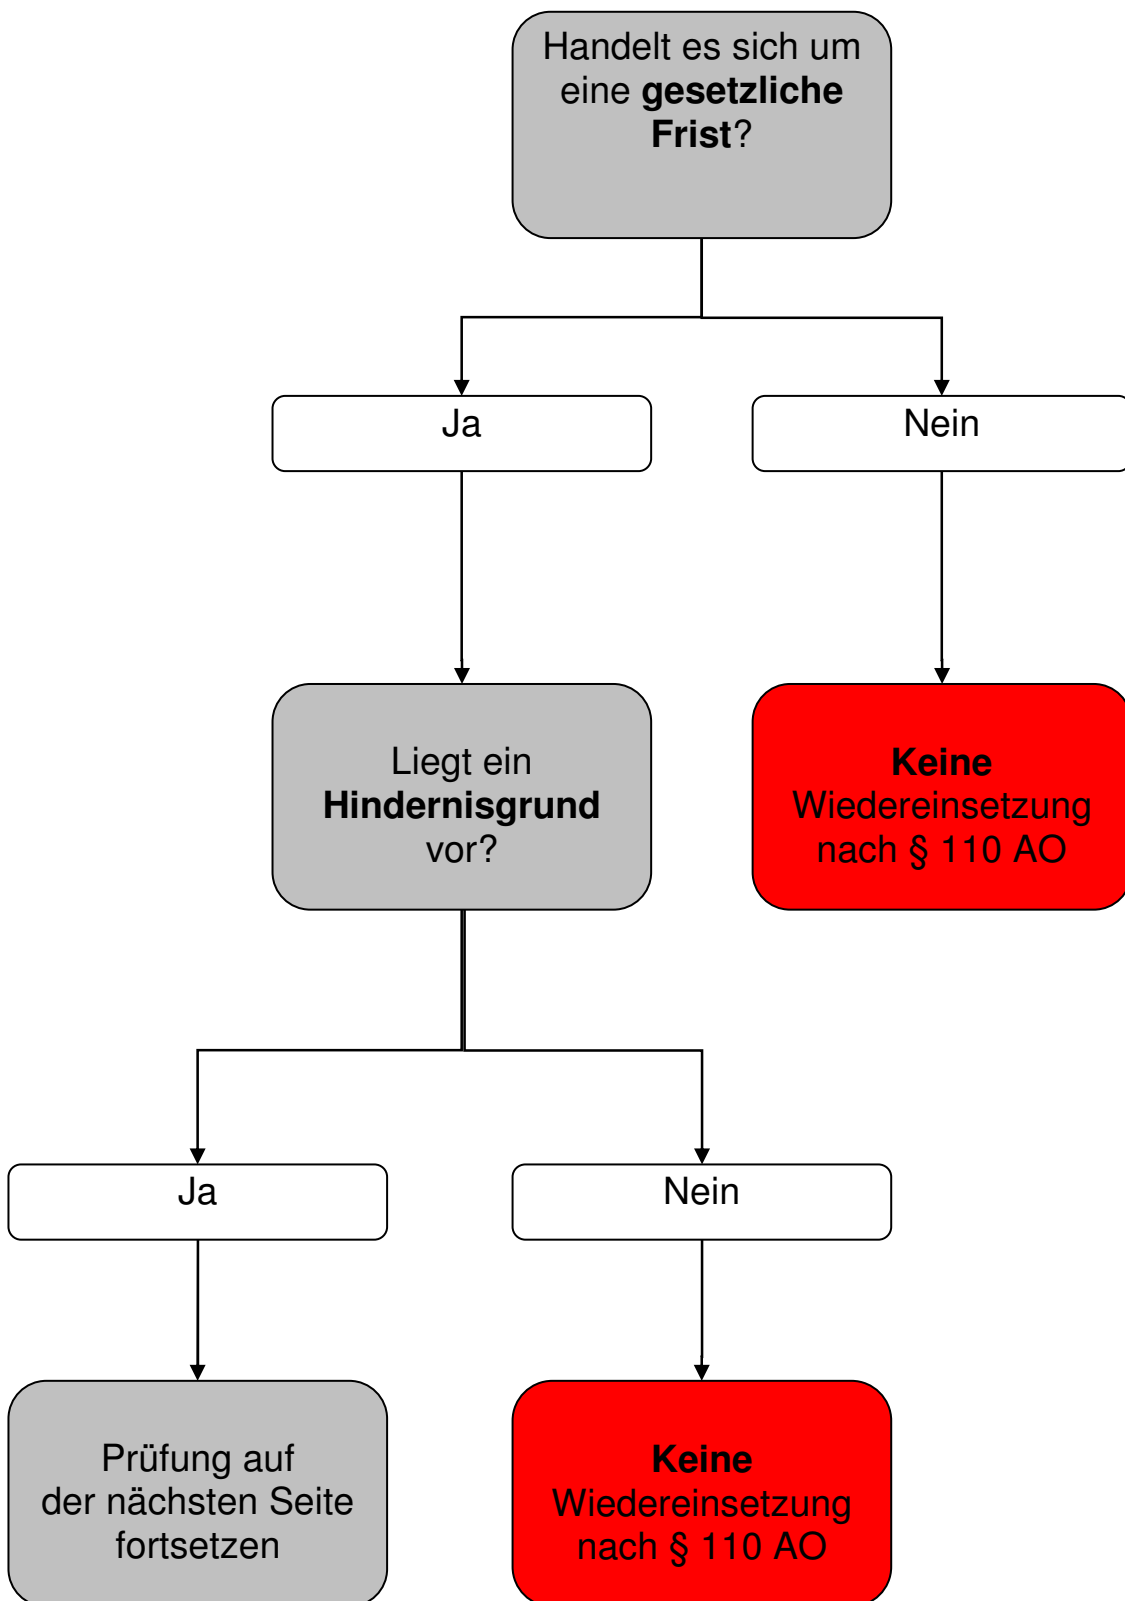 Handelt es sich um
eine gesetzliche
Frist?
Ja
Nein
Liegt ein
Hindernisgrund
vor?
Keine
Wiedereinsetzung
nach § 110 AO
Ja
Nein
Prüfung auf
der nächsten Seite
fortsetzen
Keine
Wiedereinsetzung
nach § 110 AO